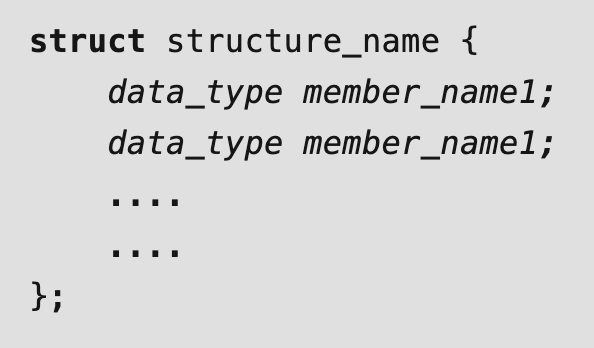 struct structure_name {
    data_type member_name1;
    data_type member_name1;
    ....
    ....
};